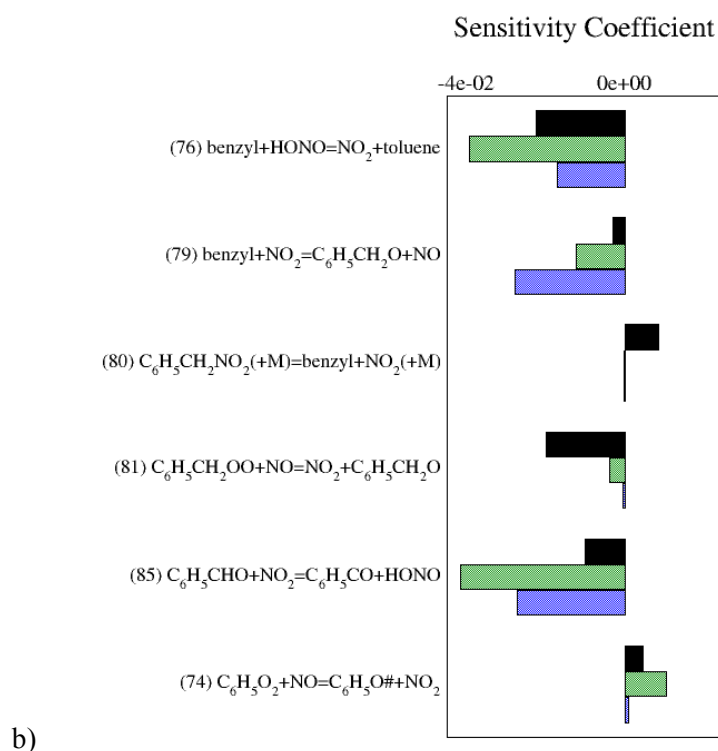 Sensitivity Coefficient
-4e-02 0e+00
(76) benzyl+HONO=NO₂+toluene
(79) benzyl+NO₂=C₆H₅CH₂O+NO
(80) C₆H₅CH₂NO₂(+M)=benzyl+NO₂(+M)
(81) C₆H₅CH₂OO+NO=NO₂+C₆H₅CH₂O
(85) C₆H₅CHO+NO₂=C₆H₅CO+HONO
(74) C₆H₅O₂+NO=C₆H₅O#+NO₂
b)